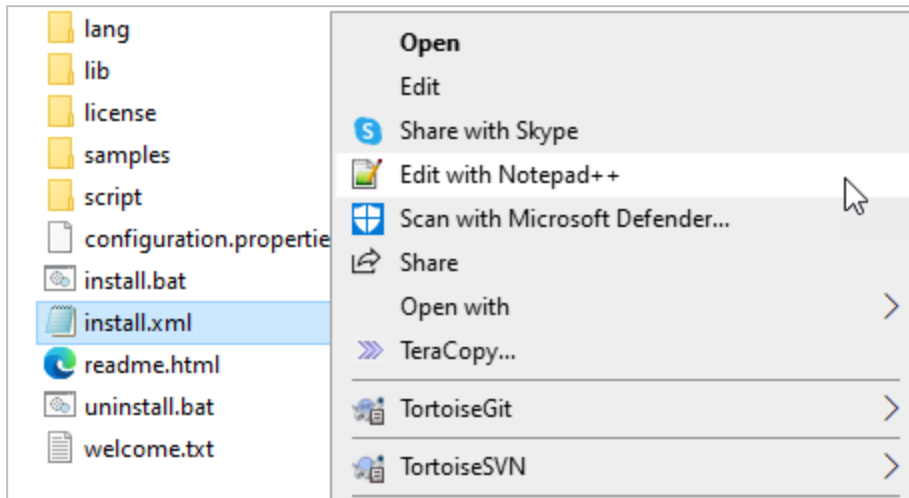 lang
lib
license
samples
script
configuration.propertie
install.bat
install.xml
readme.html
uninstall.bat
welcome.txt
Open
Edit
Share with Skype
Edit with Notepad++
Scan with Microsoft Defender...
Share
Open with
TeraCopy...
TortoiseGit
TortoiseSVN